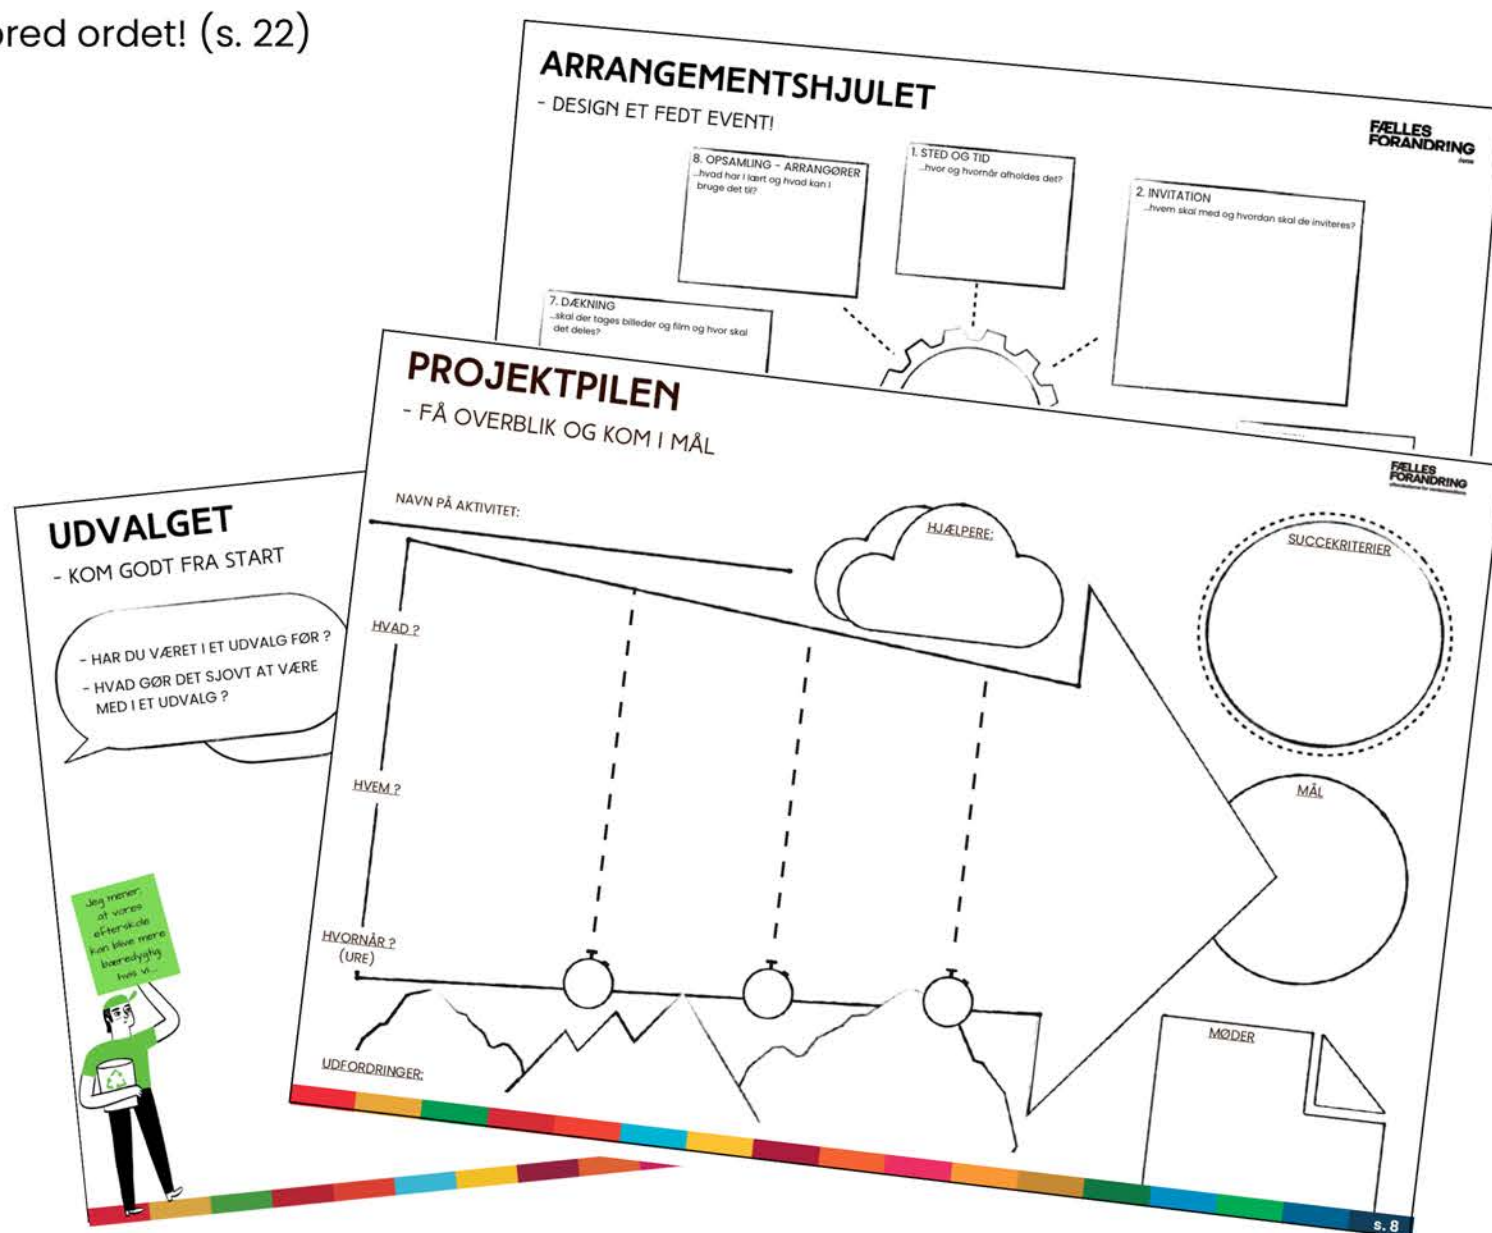 ored ordet! (s. 22)
ARRANGEMENTSHJULET
- DESIGN ET FEDT EVENT!
FÆLLES
FORANDRING
8. OPSAMLING - ARRANGØRER
...hvad har I lært og hvad kan I
bruge det til?
1. STED OG TID
...hvor og hvornår afholdes det?
2. INVITATION
...hvem skal med og hvordan skal de inviteres?
7. DÆKNING
...skal der tages billeder og film og hvor skal
det deles?
PROJEKTPILEN
- FÅ OVERBLIK OG KOM I MÅL
FÆLLES
FORANDRING
NAVN PÅ AKTIVITET:
HJÆLPERE:
SUCCEKRITERIER
HVAD ?
HVEM ?
MÅL
HVORNÅR ?
(URE)
MØDER
UDFORDRINGER:
s. 8
UDVALGET
- KOM GODT FRA START
- HAR DU VÆRET I ET UDVALG FØR ?
- HVAD GØR DET SJOVT AT VÆRE
MED I ET UDVALG ?
Jeg mener,
at vores
efterskole
kan blive mere
bæredygtig
hvis vi...